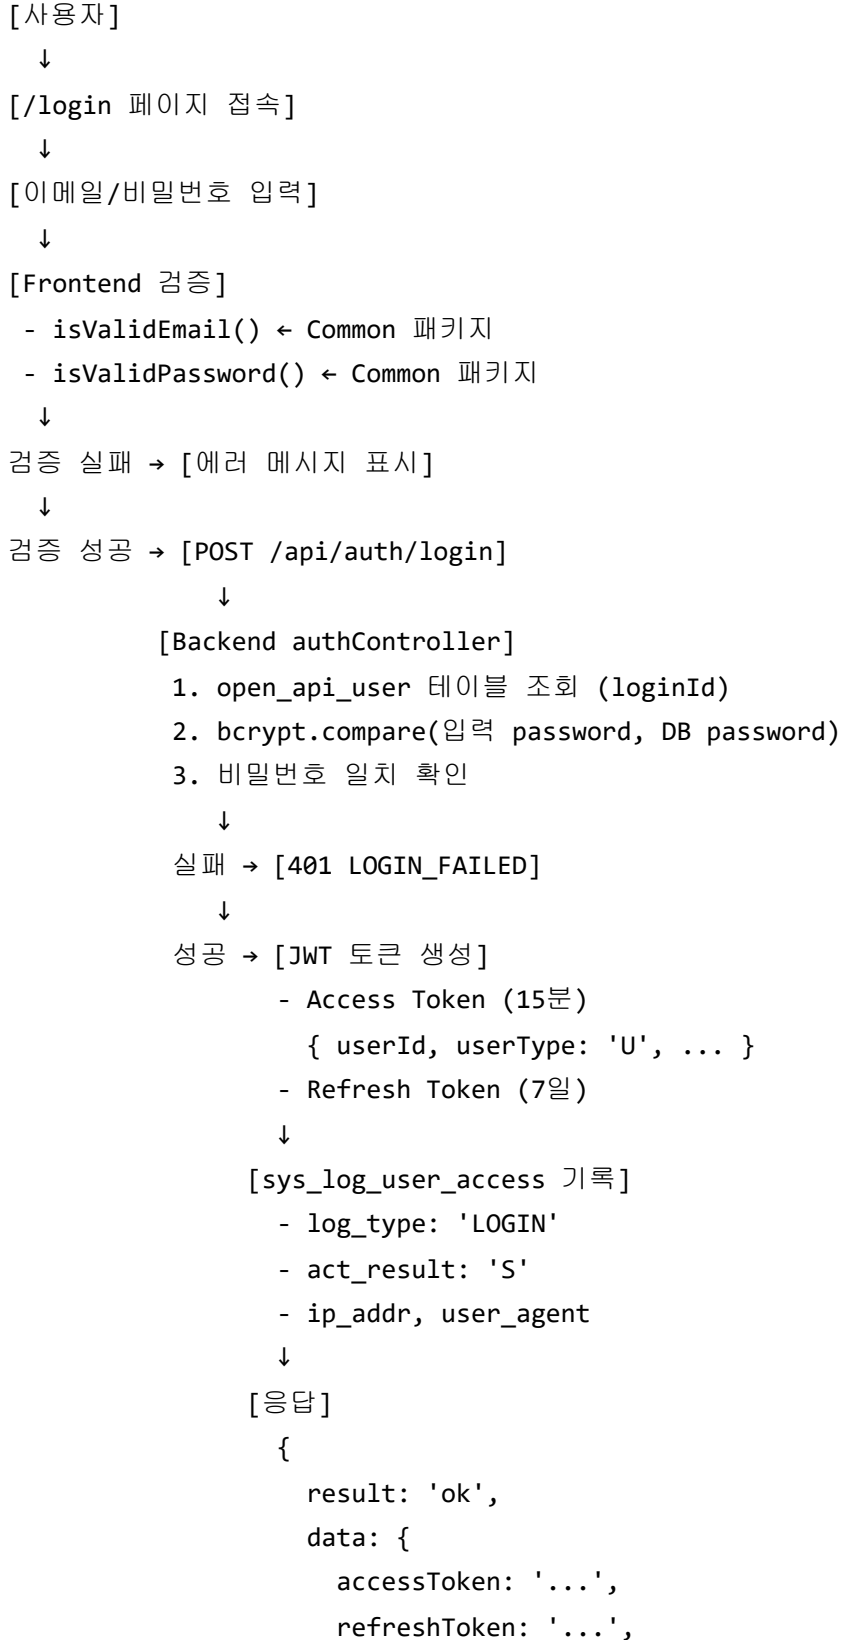 [사용자]
↓
[/login 페이지 접속]
↓
[이메일/비밀번호 입력]
↓
[Frontend 검증]
- isValidEmail() ← Common 패키지
- isValidPassword() ← Common 패키지
↓
검증 실패 → [에러 메시지 표시]
↓
검증 성공 → [POST /api/auth/login]
↓
[Backend authController]
1. open_api_user 테이블 조회 (loginId)
2. bcrypt.compare(입력 password, DB password)
3. 비밀번호 일치 확인
↓
실패 → [401 LOGIN_FAILED]
↓
성공 → [JWT 토큰 생성]
- Access Token (15분)
{ userId, userType: 'U', ... }
- Refresh Token (7일)
↓
[sys_log_user_access 기록]
- log_type: 'LOGIN'
- act_result: 'S'
- ip_addr, user_agent
↓
[응답]
{
result: 'ok',
data: {
accessToken: '...',
refreshToken: '...',